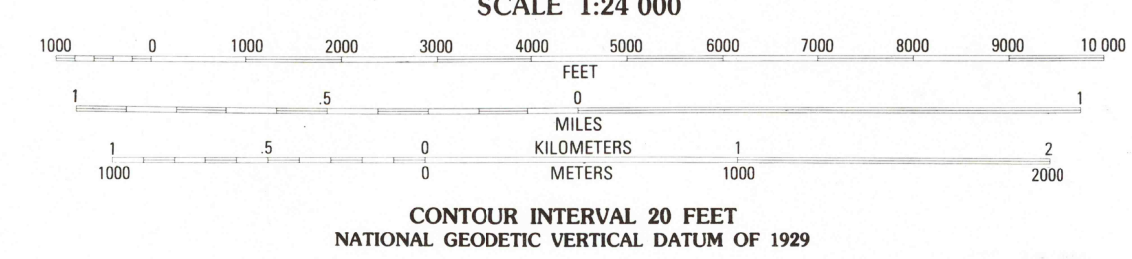 SCALE 1:24 000
1000 0 1000 2000 3000 4000 5000 6000 7000 8000 9000 10 000
FEET
1 .5 0 1
MILES
1 .5 0 KILOMETERS 1 2
1000 0 METERS 1000 2000
CONTOUR INTERVAL 20 FEET
NATIONAL GEODETIC VERTICAL DATUM OF 1929